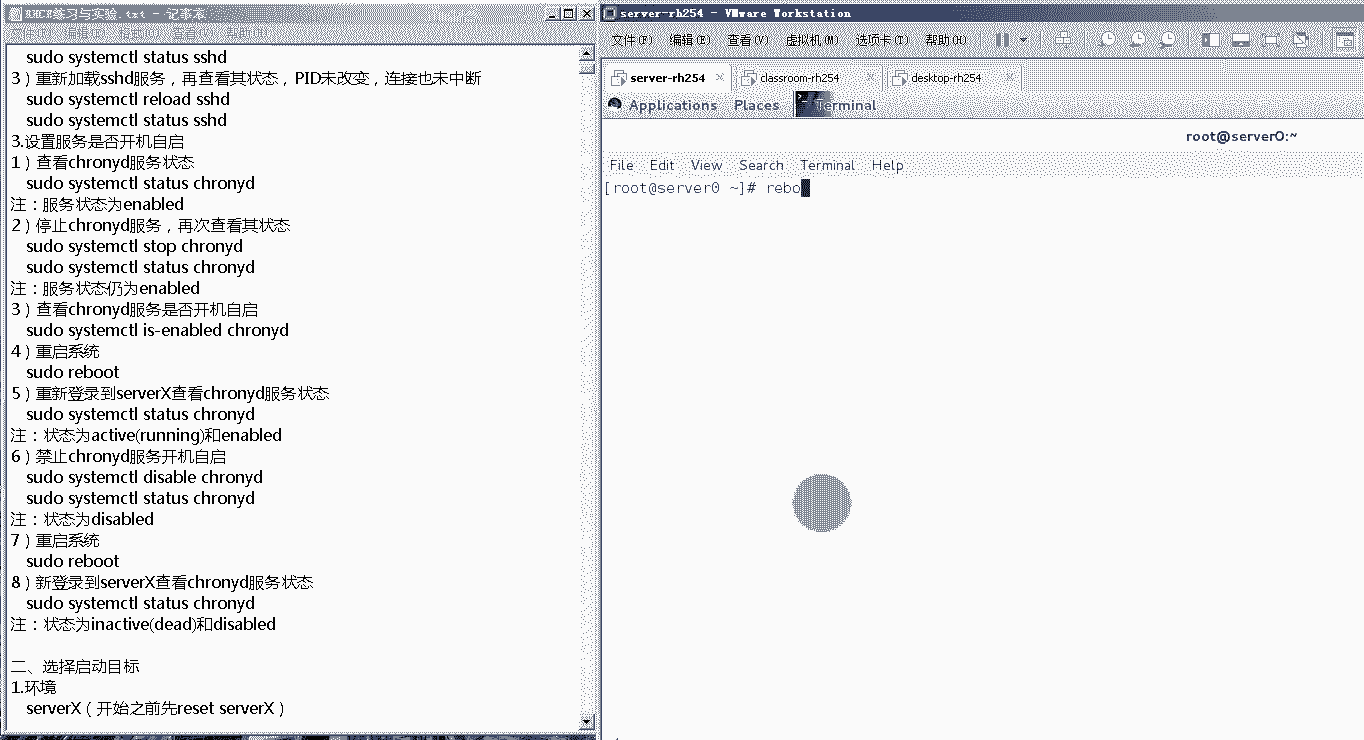 RHCE练习与实验.txt - 记事本
文件(F) 编辑(E) 格式(O) 查看(V) 帮助(H)
sudo systemctl status sshd
3）重新加载sshd服务，再查看其状态，PID未改变，连接也未中断
sudo systemctl reload sshd
sudo systemctl status sshd
3.设置服务是否开机自启
1）查看chronyd服务状态
sudo systemctl status chronyd
注：服务状态为enabled
2）停止chronyd服务，再次查看其状态
sudo systemctl stop chronyd
sudo systemctl status chronyd
注：服务状态仍为enabled
3）查看chronyd服务是否开机自启
sudo systemctl is-enabled chronyd
4）重启系统
sudo reboot
5）重新登录到serverX查看chronyd服务状态
sudo systemctl status chronyd
注：状态为active(running)和enabled
6）禁止chronyd服务开机自启
sudo systemctl disable chronyd
sudo systemctl status chronyd
注：状态为disabled
7）重启系统
sudo reboot
8）新登录到serverX查看chronyd服务状态
sudo systemctl status chronyd
注：状态为inactive(dead)和disabled
二、选择启动目标
1.环境
serverX（开始之前先reset serverX）
server-rh254 - VMware Workstation
文件(F) 编辑(E) 查看(V) 虚拟机(M) 选项卡(T) 帮助(H)
server-rh254 classroom-rh254 desktop-rh254
Applications Places Terminal
root@server0:~
File Edit View Search Terminal Help
[root@server0 ~]# rebo